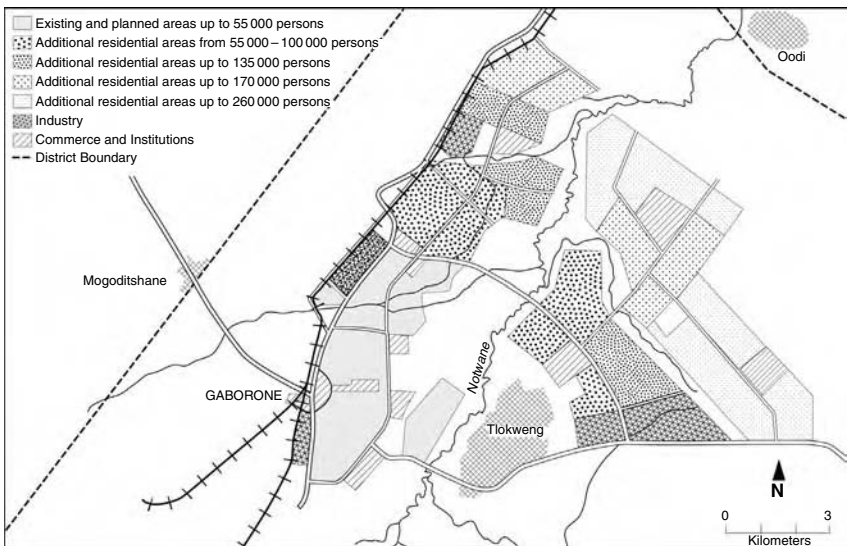 Existing and planned areas up to 55 000 persons
Additional residential areas from 55 000 – 100 000 persons
Additional residential areas up to 135 000 persons
Additional residential areas up to 170 000 persons
Additional residential areas up to 260 000 persons
Industry
Commerce and Institutions
District Boundary
Oodi
Mogoditshane
GABORONE
Notwane
Tlokweng
N
0 3
Kilometers